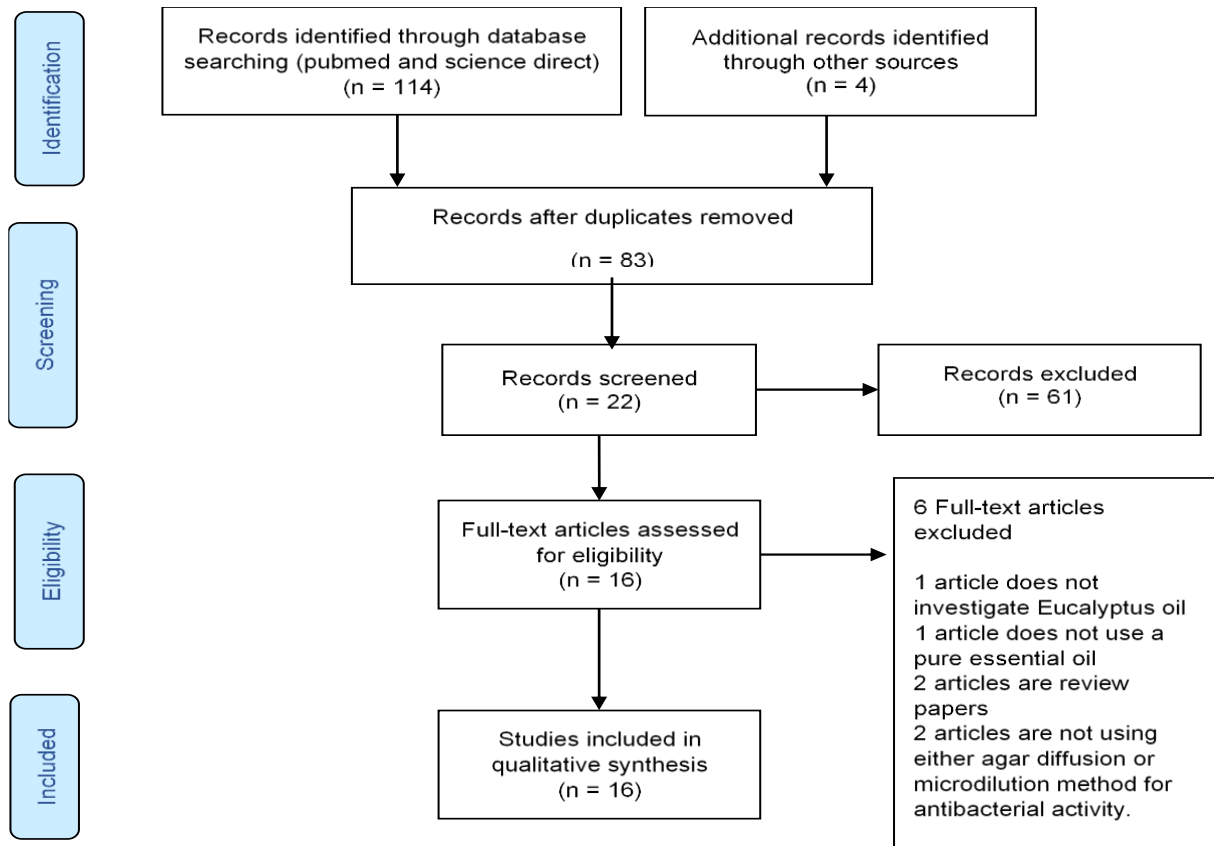 Identification
Records identified through database
searching (pubmed and science direct)
(n = 114)
Additional records identified
through other sources
(n = 4)
Screening
Records after duplicates removed
(n = 83)
Records screened
(n = 22)
Records excluded
(n = 61)
Eligibility
Full-text articles assessed
for eligibility
(n = 16)
6 Full-text articles
excluded
1 article does not
investigate Eucalyptus oil
1 article does not use a
pure essential oil
2 articles are review
papers
2 articles are not using
either agar diffusion or
microdilution method for
antibacterial activity.
Included
Studies included in
qualitative synthesis
(n = 16)